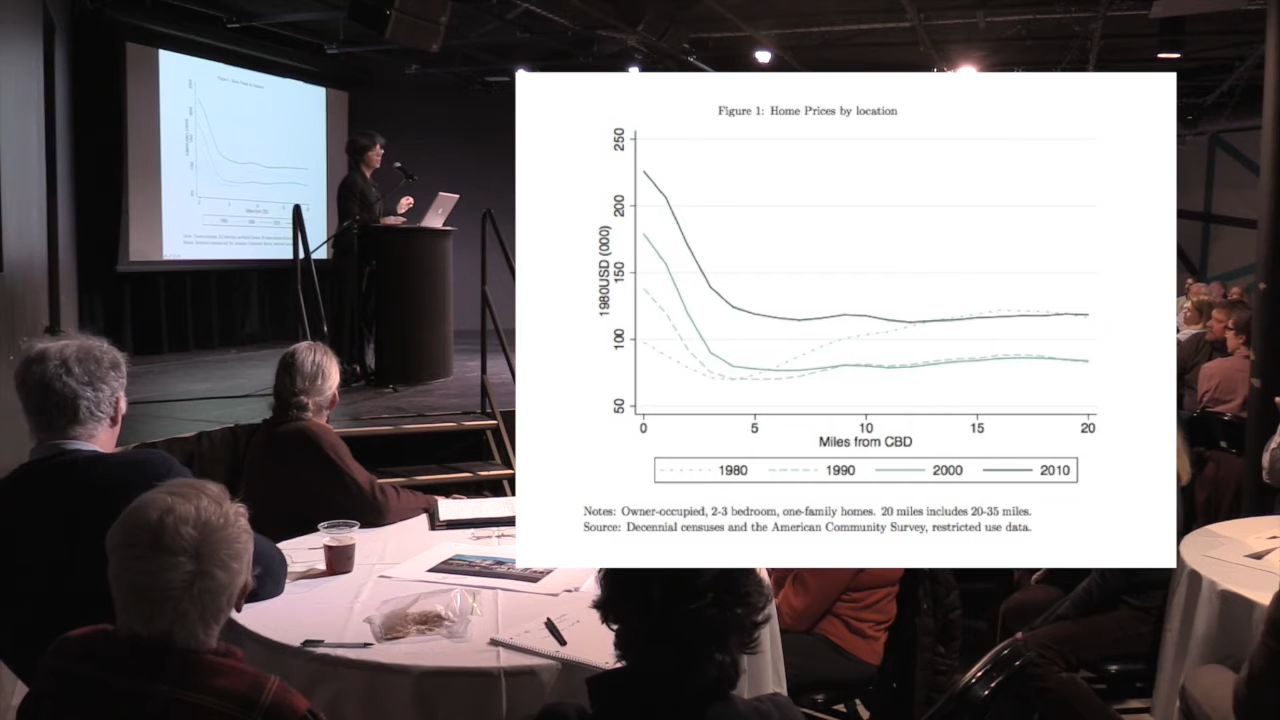 Figure 1: Home Prices by location
250
200
150
100
50
1980USD (000)
0 5 10 15 20
Miles from CBD
1980 1990 2000 2010
Notes: Owner-occupied, 2-3 bedroom, one-family homes. 20 miles includes 20-35 miles.
Source: Decennial censuses and the American Community Survey, restricted use data.